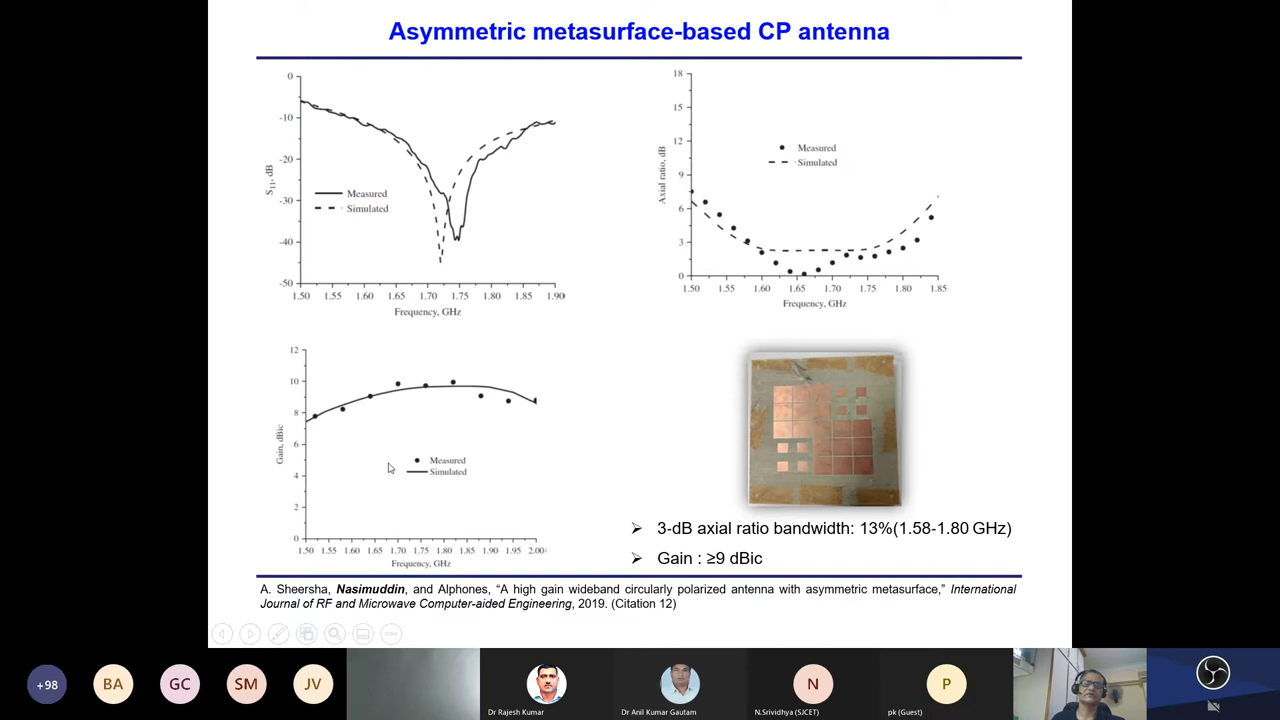 Asymmetric metasurface-based CP antenna
0
-10
-20
-30
-40
-50
S11, dB
Measured
Simulated
1.50 1.55 1.60 1.65 1.70 1.75 1.80 1.85 1.90
Frequency, GHz
18
15
12
9
6
3
0
Axial ratio, dB
Measured
Simulated
1.50 1.55 1.60 1.65 1.70 1.75 1.80 1.85
Frequency, GHz
12
10
8
6
4
2
0
Gain, dBic
Measured
Simulated
1.50 1.55 1.60 1.65 1.70 1.75 1.80 1.85 1.90 1.95 2.00
Frequency, GHz
➢ 3-dB axial ratio bandwidth: 13%(1.58-1.80 GHz)
➢ Gain : ≥9 dBic
A. Sheersha, Nasimuddin, and Alphones, “A high gain wideband circularly polarized antenna with asymmetric metasurface,” International
Journal of RF and Microwave Computer-aided Engineering, 2019. (Citation 12)
+98
BA
GC
SM
JV
Dr Rajesh Kumar
Dr Anil Kumar Gautam
N
N.Srividhya (SJCET)
P
pk (Guest)